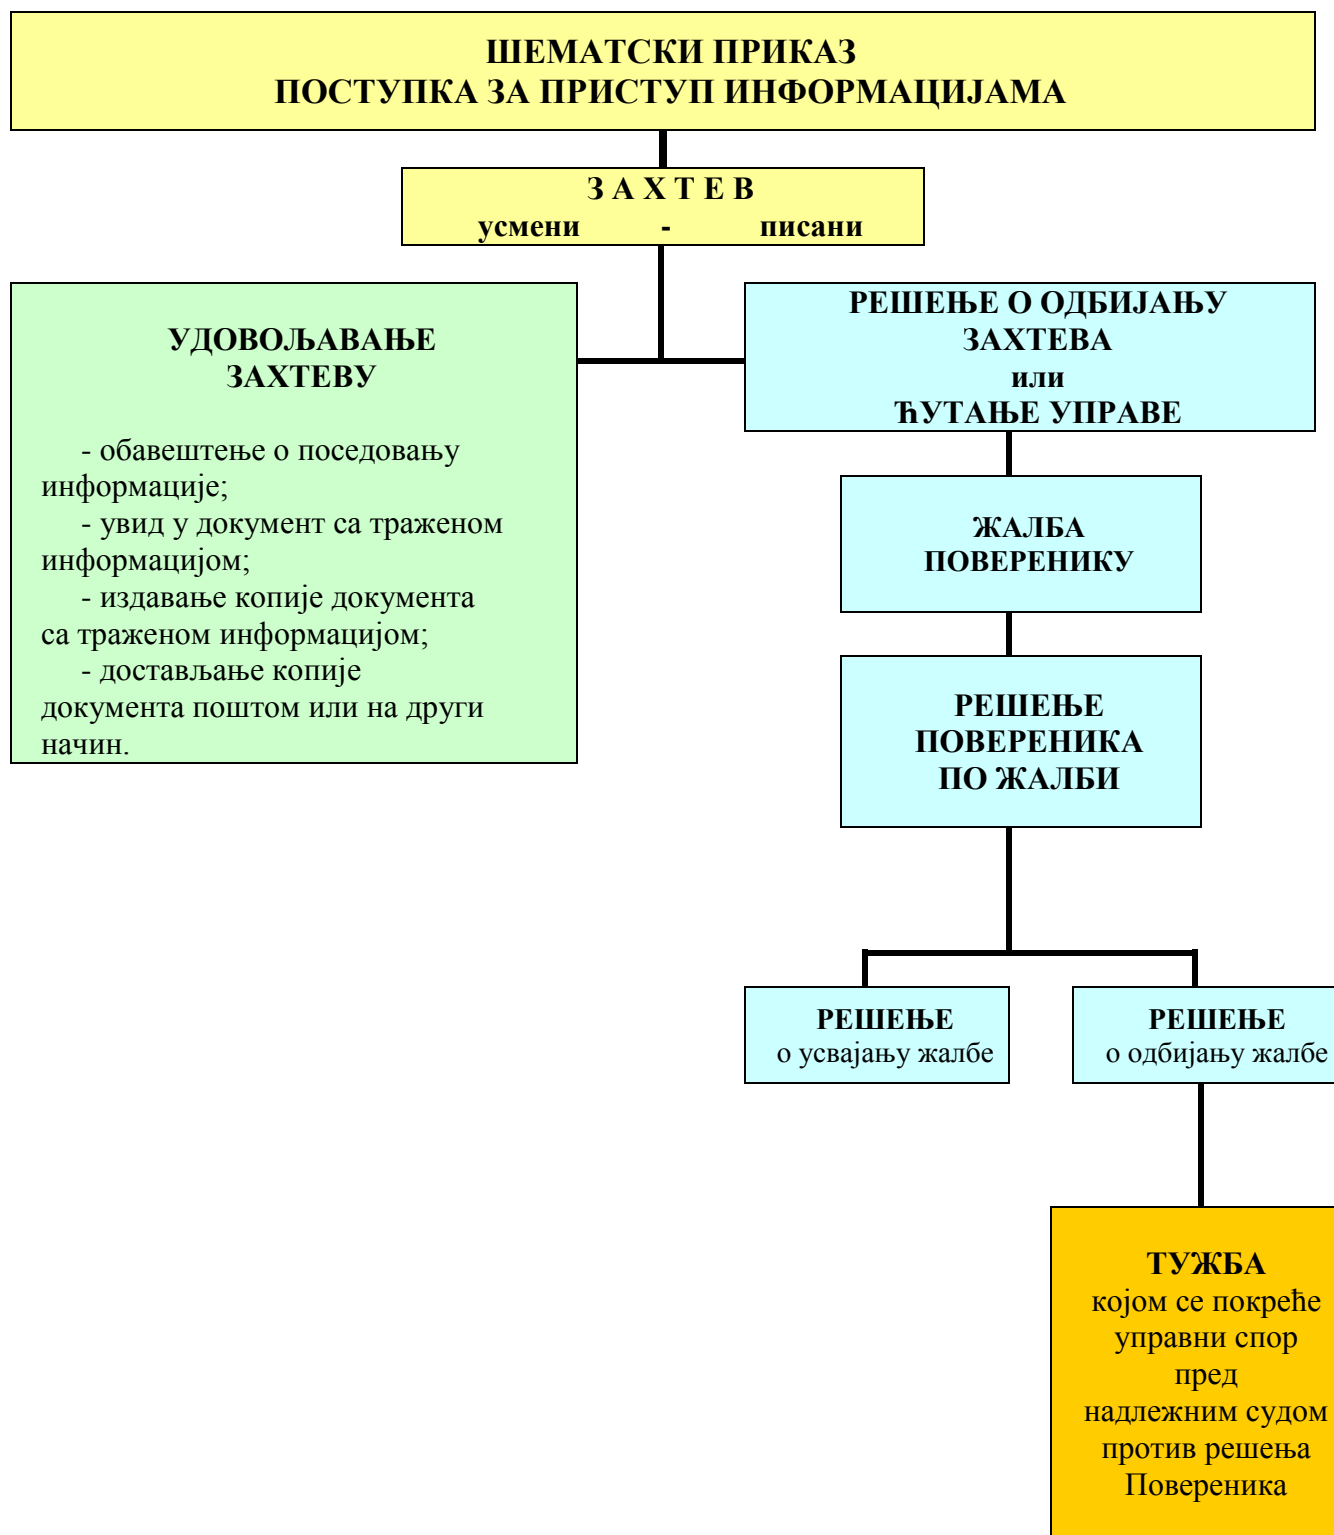 ШЕМАТСКИ ПРИКАЗ
ПОСТУПКА ЗА ПРИСТУП ИНФОРМАЦИЈАМА
З А Х Т Е В
усмени - писани
УДОВОЉАВАЊЕ
ЗАХТЕВУ
- обавештење о поседовању
информације;
- увид у документ са траженом
информацијом;
- издавање копије документа
са траженом информацијом;
- достављање копије
документа поштом или на други
начин.
РЕШЕЊЕ О ОДБИЈАЊУ
ЗАХТЕВА
или
ЋУТАЊЕ УПРАВЕ
ЖАЛБА
ПОВЕРЕНИКУ
РЕШЕЊЕ
ПОВЕРЕНИКА
ПО ЖАЛБИ
РЕШЕЊЕ
о усвајању жалбе
РЕШЕЊЕ
о одбијању жалбе
ТУЖБА
којом се покреће
управни спор
пред
надлежним судом
против решења
Повереника